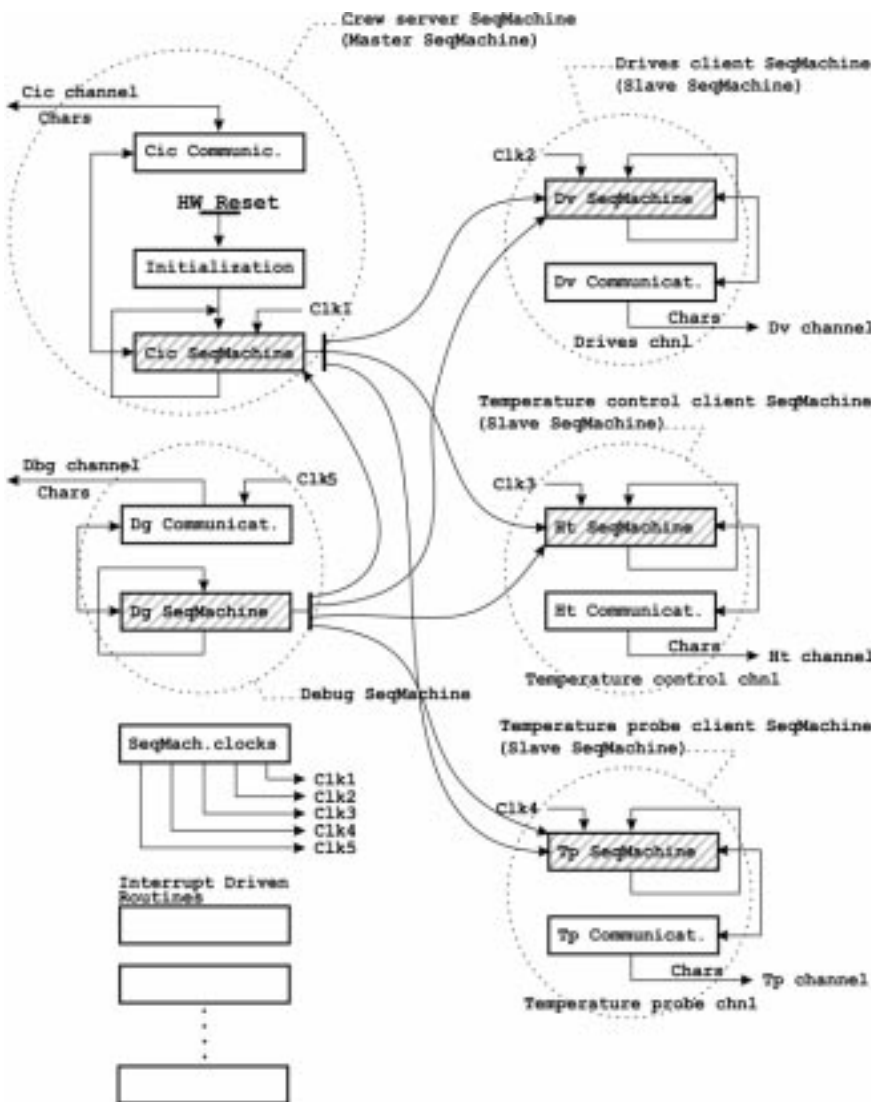 Crew server SeqMachine
(Master SeqMachine)
Cic channel
Chars
Cic Communic.
HW Reset
Initialization
Clk1
Cic SeqMachine
Drives client SeqMachine
(Slave SeqMachine)
Clk2
Dv SeqMachine
Dv Communicat.
Chars
Dv channel
Drives chnl
Dbg channel
Chars
Clk5
Dg Communicat.
Dg SeqMachine
Debug SeqMachine
Temperature control client SeqMachine
(Slave SeqMachine)
Clk3
Ht SeqMachine
Ht Communicat.
Chars
Ht channel
Temperature control chnl
SeqMach.clocks
Clk1
Clk2
Clk3
Clk4
Clk5
Temperature probe client SeqMachine
(Slave SeqMachine)
Clk4
Tp SeqMachine
Tp Communicat.
Chars
Tp channel
Temperature probe chnl
Interrupt Driven
Routines